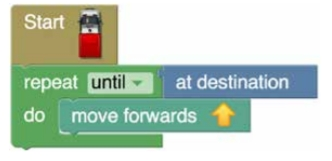 Start
repeat until at destination
do move forwards